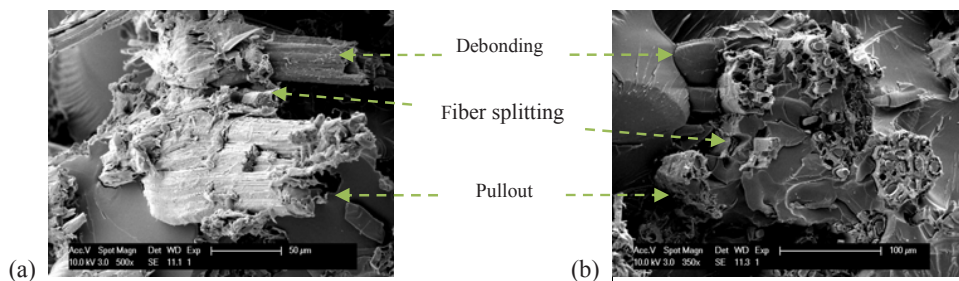 Debonding
Fiber splitting
Pullout
Acc.V Spot Magn Det WD Exp
10.0 kV 3.0 500x SE 11.1 1
50 µm
(a)
Acc.V Spot Magn Det WD Exp
10.0 kV 3.0 350x SE 11.3 1
100 µm
(b)